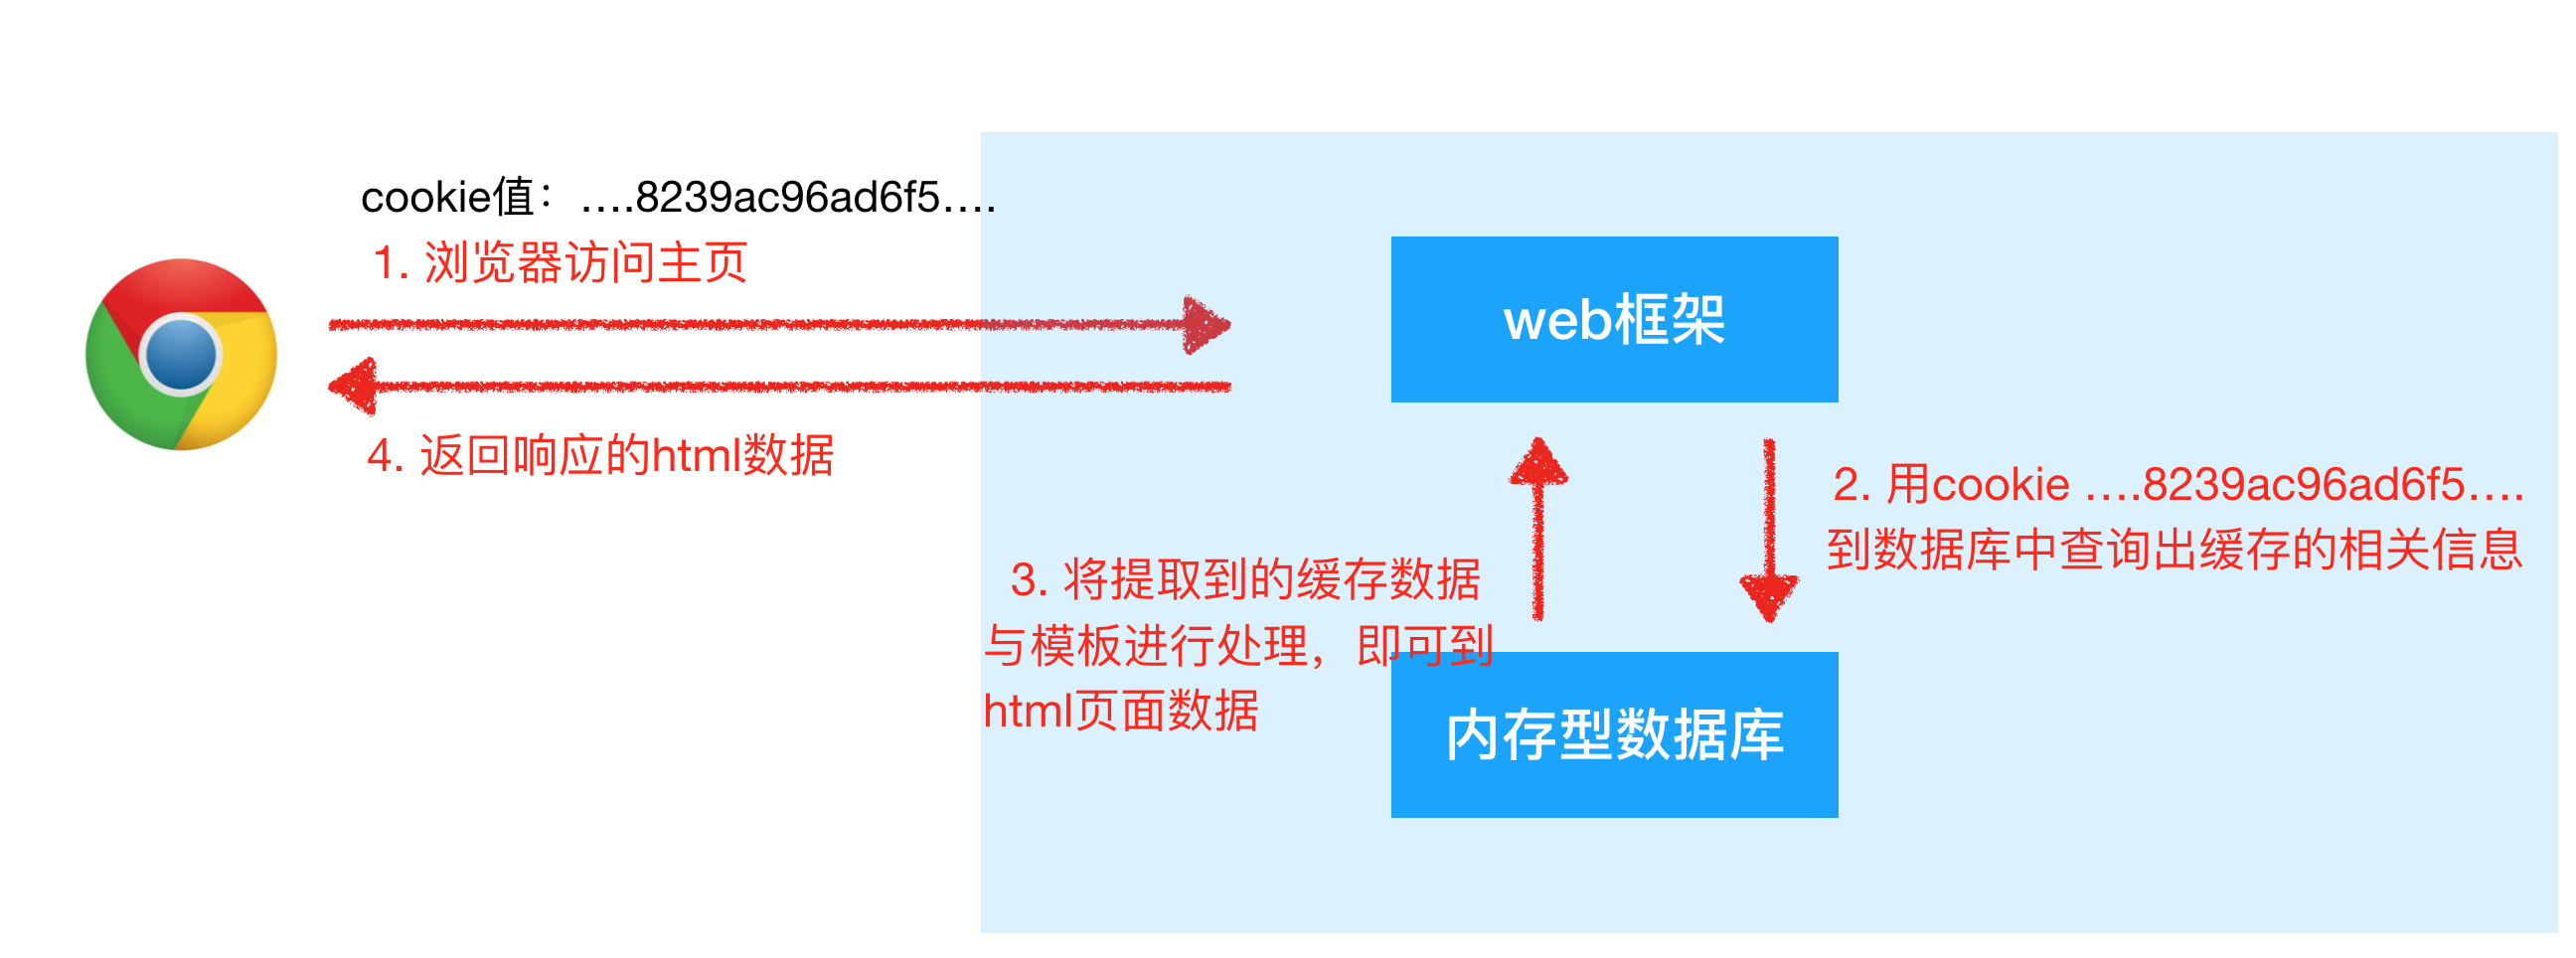 cookie值：....8239ac96ad6f5....
1. 浏览器访问主页
web框架
4. 返回响应的html数据
2. 用cookie ....8239ac96ad6f5....
到数据库中查询出缓存的相关信息
3. 将提取到的缓存数据
与模板进行处理，即可到
html页面数据
内存型数据库